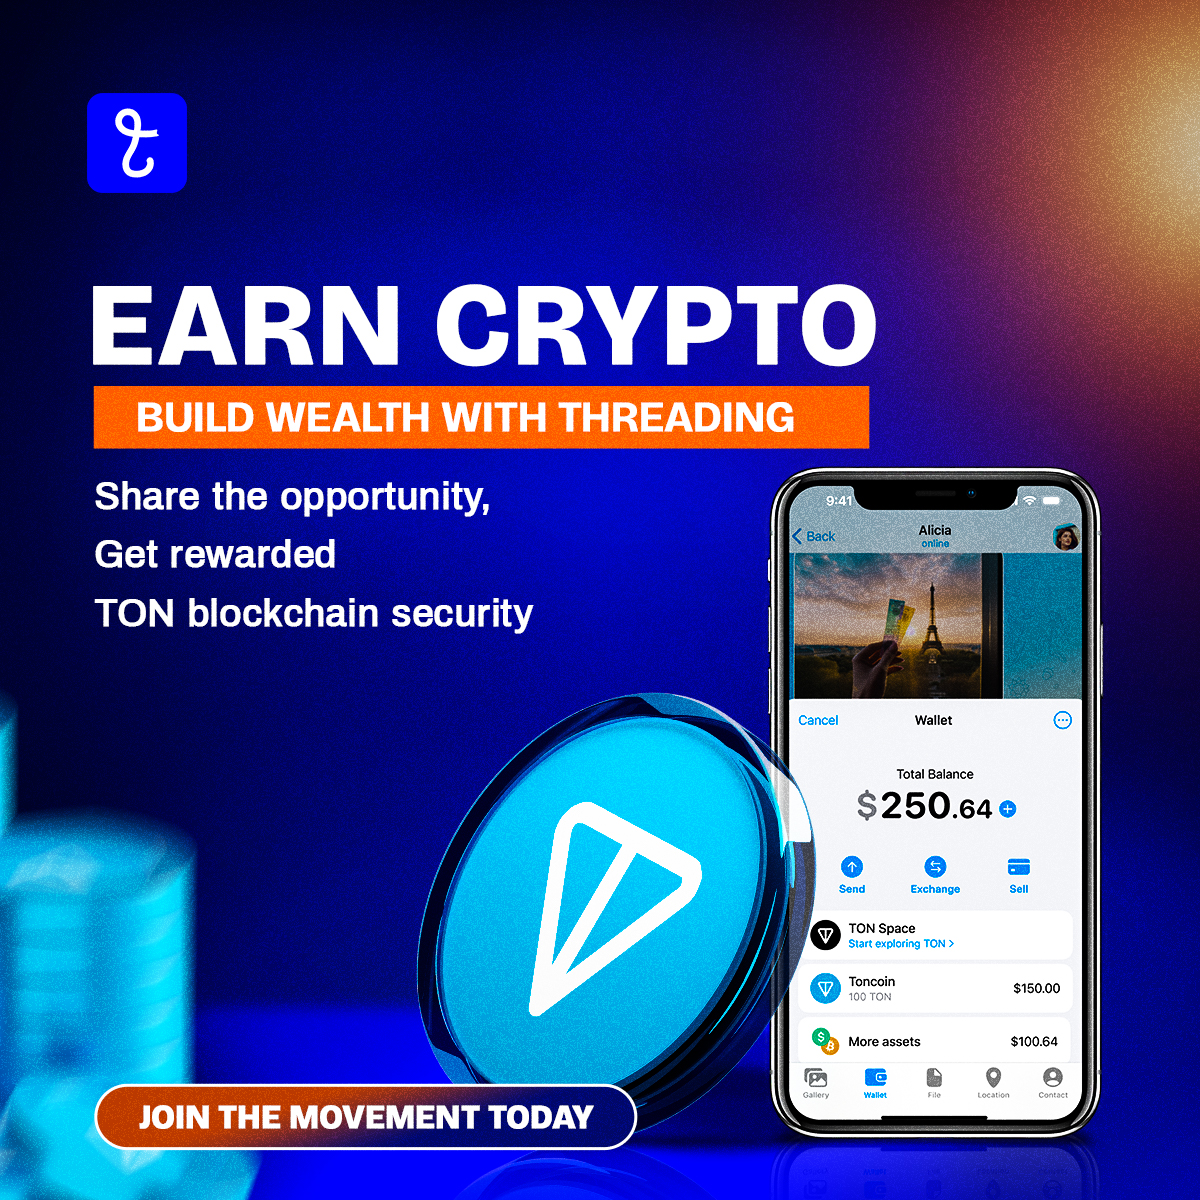 EARN CRYPTO
BUILD WEALTH WITH THREADING
Share the opportunity,
Get rewarded
TON blockchain security
9:41
Back
Alicia
online
Cancel
Wallet
Total Balance
$250.64
Send
Exchange
Sell
TON Space
Start exploring TON >
Toncoin
100 TON
$150.00
More assets
$100.64
Gallery
Wallet
File
Location
Contact
JOIN THE MOVEMENT TODAY